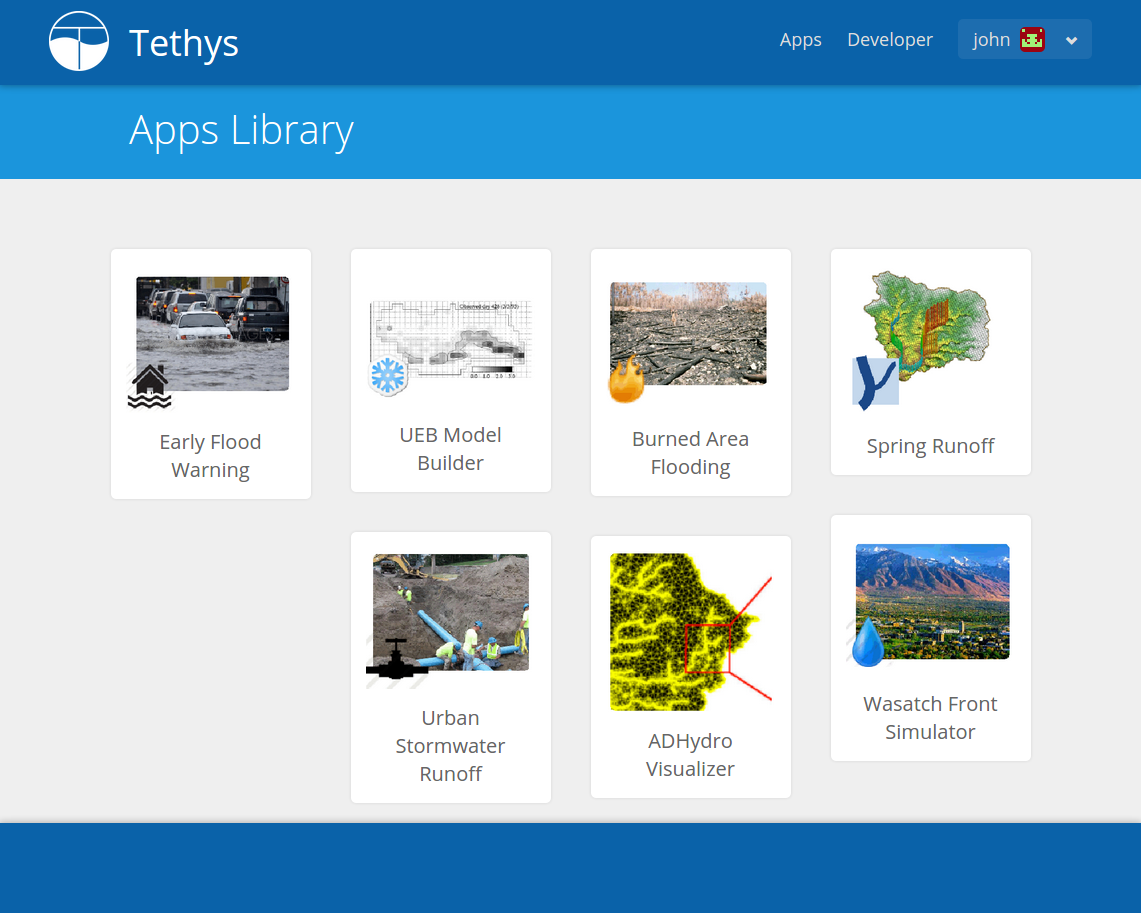 Tethys
Apps
Developer
john
Apps Library
Early Flood
Warning
UEB Model
Builder
Burned Area
Flooding
Spring Runoff
Urban
Stormwater
Runoff
ADHydro
Visualizer
Wasatch Front
Simulator